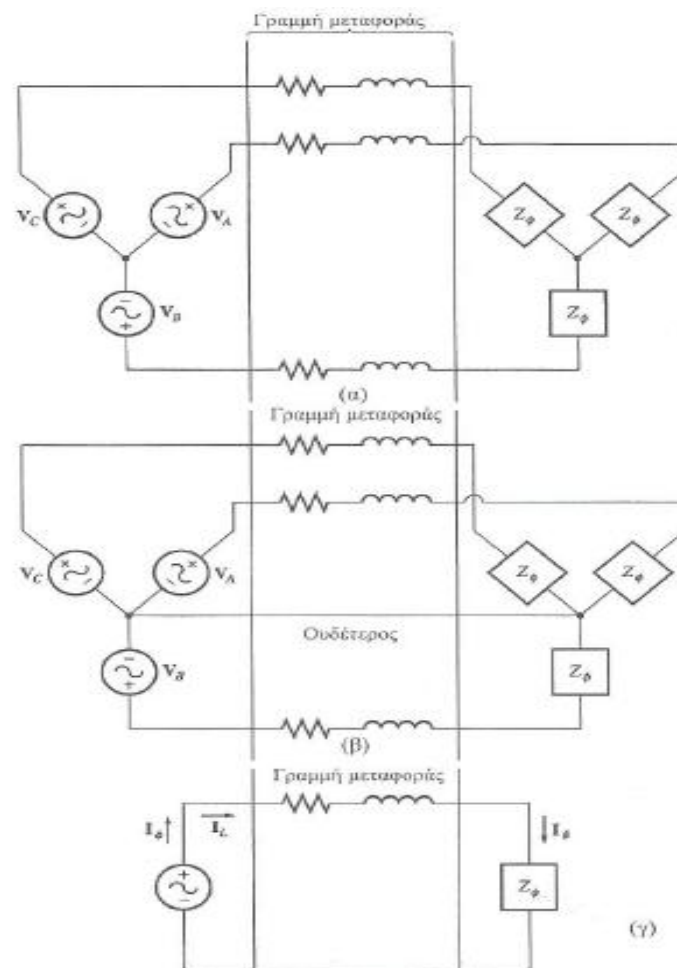 Γραμμή μεταφοράς
V_C
V_A
Z_ϕ
Z_ϕ
V_B
Z_ϕ
(α)
Γραμμή μεταφοράς
V_C
V_A
Z_ϕ
Z_ϕ
Ουδέτερος
V_B
Z_ϕ
(β)
Γραμμή μεταφοράς
I_ϕ
I_L
I_ϕ
Z_ϕ
(γ)